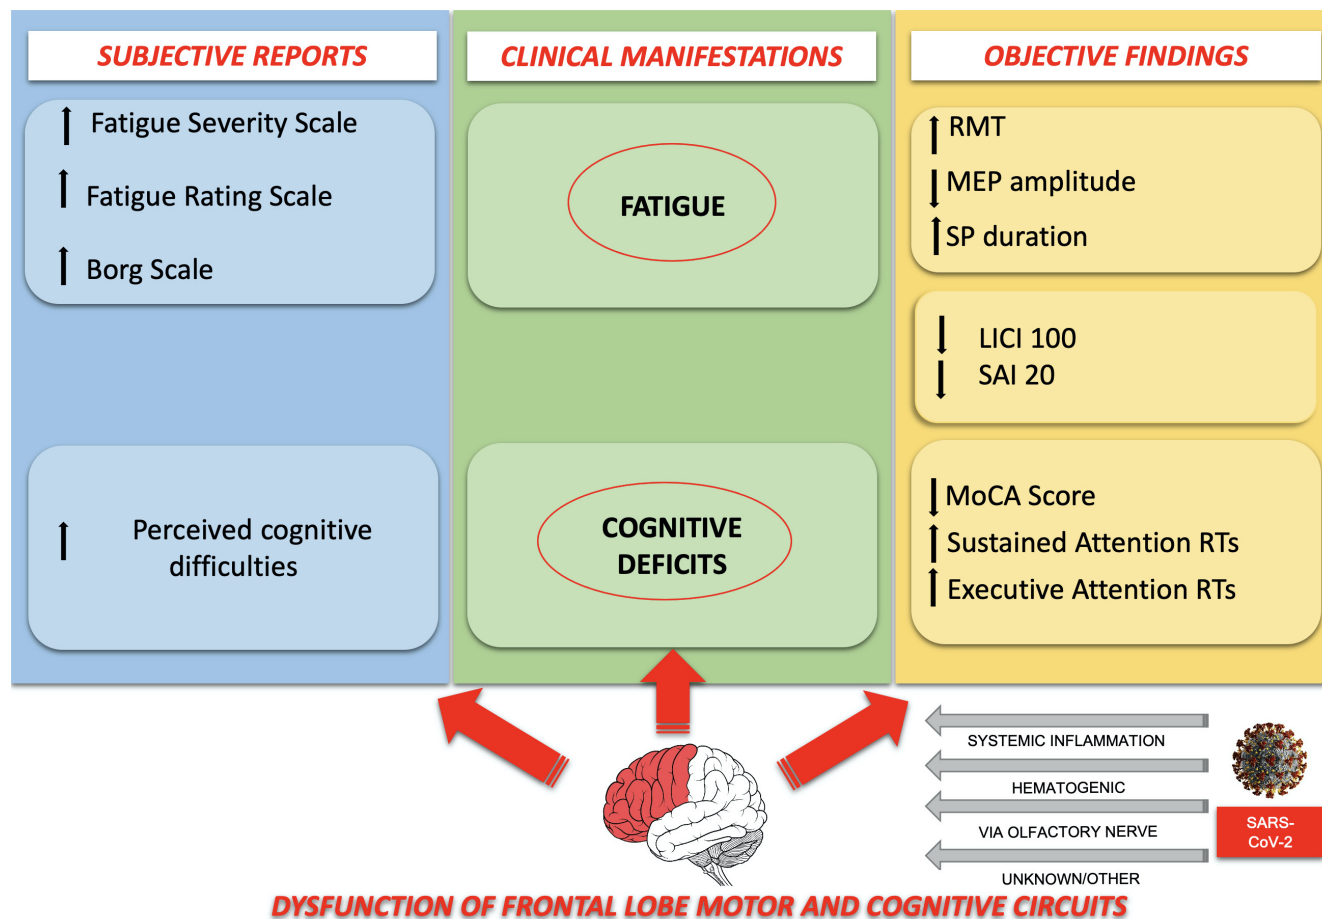 SUBJECTIVE REPORTS
Fatigue Severity Scale
Fatigue Rating Scale
Borg Scale
Perceived cognitive
difficulties
CLINICAL MANIFESTATIONS
FATIGUE
COGNITIVE
DEFICITS
OBJECTIVE FINDINGS
RMT
MEP amplitude
SP duration
LICI 100
SAI 20
MoCA Score
Sustained Attention RTs
Executive Attention RTs
SYSTEMIC INFLAMMATION
HEMATOGENIC
VIA OLFACTORY NERVE
UNKNOWN/OTHER
SARS-
CoV-2
DYSFUNCTION OF FRONTAL LOBE MOTOR AND COGNITIVE CIRCUITS